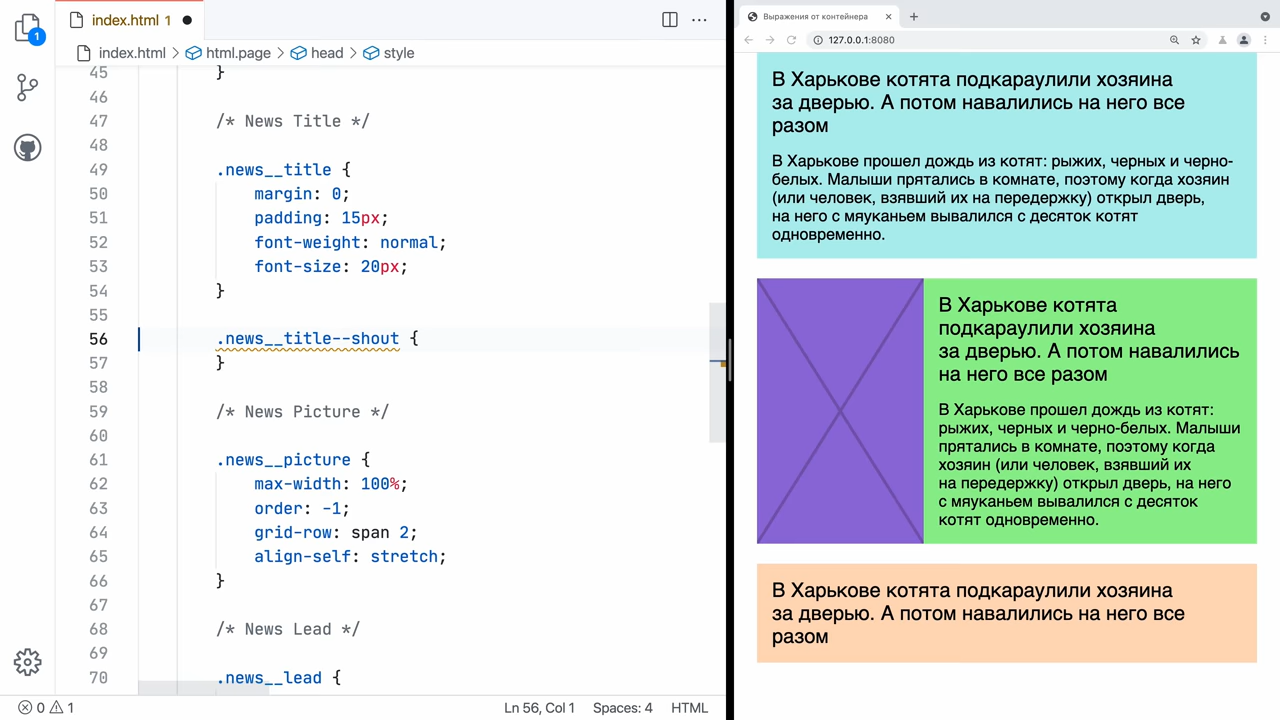 index.html 1
index.html > html.page > head > style
45 }
46
47 /* News Title */
48
49 .news__title {
50 margin: 0;
51 padding: 15px;
52 font-weight: normal;
53 font-size: 20px;
54 }
55
56 .news__title--shout {
57 }
58
59 /* News Picture */
60
61 .news__picture {
62 max-width: 100%;
63 order: -1;
64 grid-row: span 2;
65 align-self: stretch;
66 }
67
68 /* News Lead */
69
70 .news__lead {
1
0 1
Ln 56, Col 1 Spaces: 4 HTML
Выражения от контейнера
127.0.0.1:8080
В Харькове котята подкараулили хозяина
за дверью. А потом навалились на него все
разом
В Харькове прошел дождь из котят: рыжих, черных и черно-
белых. Малыши прятались в комнате, поэтому когда хозяин
(или человек, взявший их на передержку) открыл дверь,
на него с мяуканьем вывалился с десяток котят
одновременно.
В Харькове котята
подкараулили хозяина
за дверью. А потом навалились
на него все разом
В Харькове прошел дождь из котят:
рыжих, черных и черно-белых. Малыши
прятались в комнате, поэтому когда
хозяин (или человек, взявший их
на передержку) открыл дверь, на него
с мяуканьем вывалился с десяток
котят одновременно.
В Харькове котята подкараулили хозяина
за дверью. А потом навалились на него все
разом